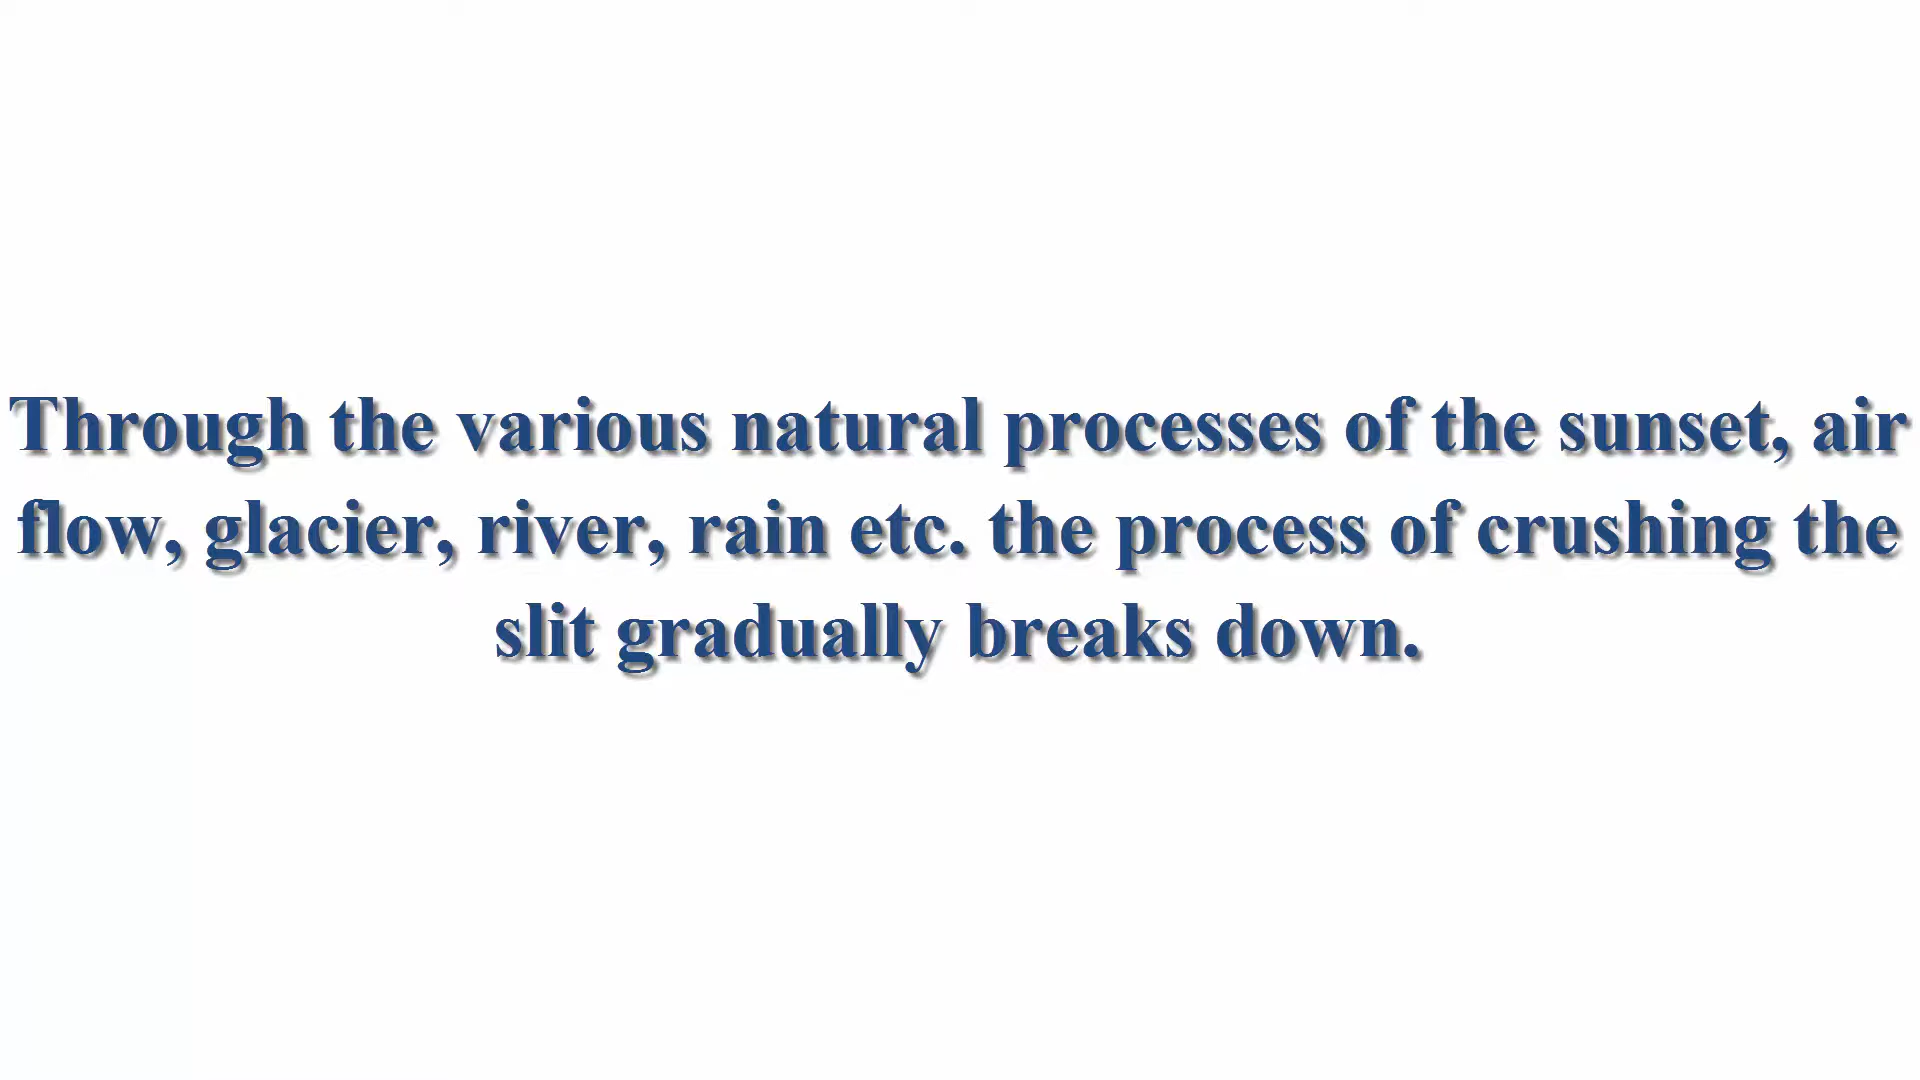 Through the various natural processes of the sunset, air
flow, glacier, river, rain etc. the process of crushing the
slit gradually breaks down.